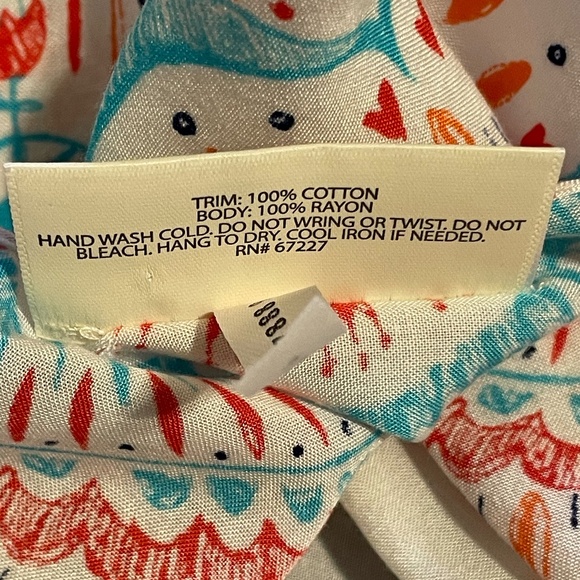 TRIM: 100% COTTON
BODY: 100% RAYON
HAND WASH COLD. DO NOT WRING OR TWIST. DO NOT
BLEACH. HANG TO DRY. COOL IRON IF NEEDED.
RN# 67227